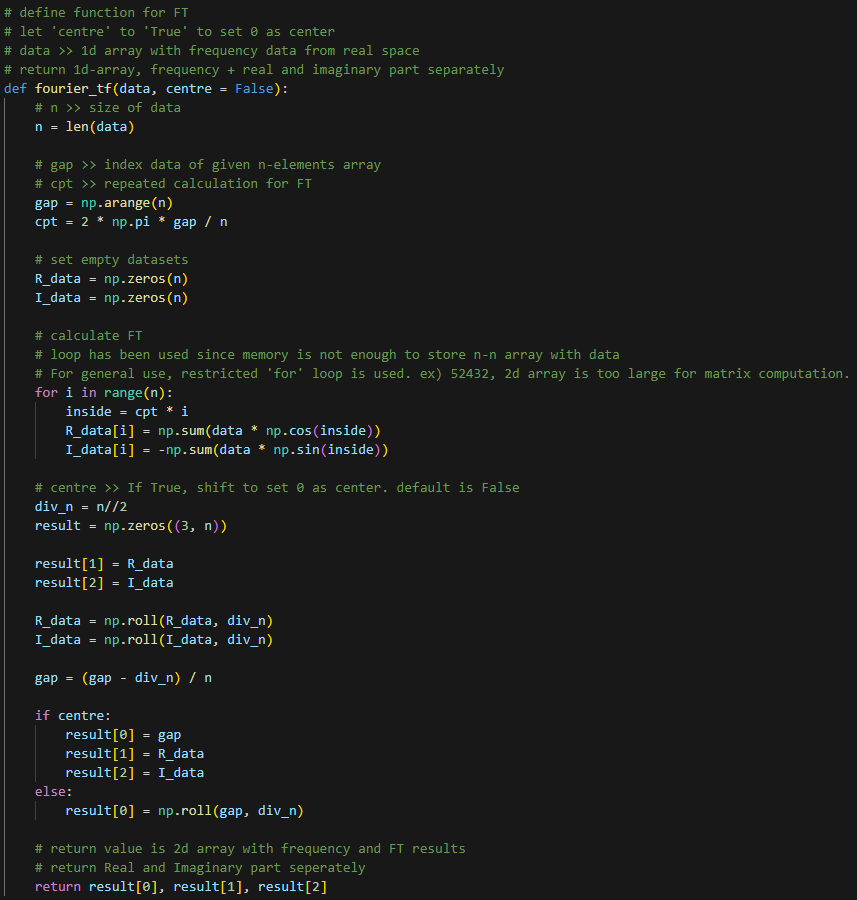 # define function for FT
# let 'centre' to 'True' to set 0 as center
# data >> 1d array with frequency data from real space
# return 1d-array, frequency + real and imaginary part separately
def fourier_tf(data, centre = False):
    # n >> size of data
    n = len(data)

    # gap >> index data of given n-elements array
    # cpt >> repeated calculation for FT
    gap = np.arange(n)
    cpt = 2 * np.pi * gap / n

    # set empty datasets
    R_data = np.zeros(n)
    I_data = np.zeros(n)

    # calculate FT
    # loop has been used since memory is not enough to store n-n array with data
    # For general use, restricted 'for' loop is used. ex) 52432, 2d array is too large for matrix computation.
    for i in range(n):
        inside = cpt * i
        R_data[i] = np.sum(data * np.cos(inside))
        I_data[i] = -np.sum(data * np.sin(inside))

    # centre >> If True, shift to set 0 as center. default is False
    div_n = n//2
    result = np.zeros((3, n))

    result[1] = R_data
    result[2] = I_data

    R_data = np.roll(R_data, div_n)
    I_data = np.roll(I_data, div_n)

    gap = (gap - div_n) / n

    if centre:
        result[0] = gap
        result[1] = R_data
        result[2] = I_data
    else:
        result[0] = np.roll(gap, div_n)

    # return value is 2d array with frequency and FT results
    # return Real and Imaginary part seperately
    return result[0], result[1], result[2]